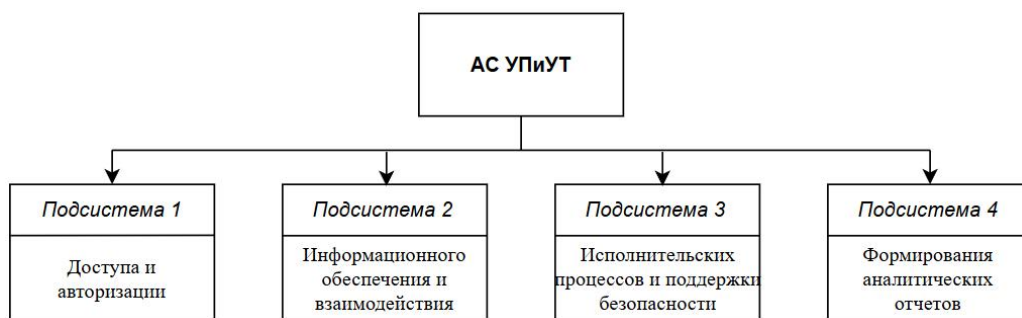 АС УПиУТ
Подсистема 1
Доступа и
авторизации
Подсистема 2
Информационного
обеспечения и
взаимодействия
Подсистема 3
Исполнительских
процессов и поддержки
безопасности
Подсистема 4
Формирования
аналитических
отчетов